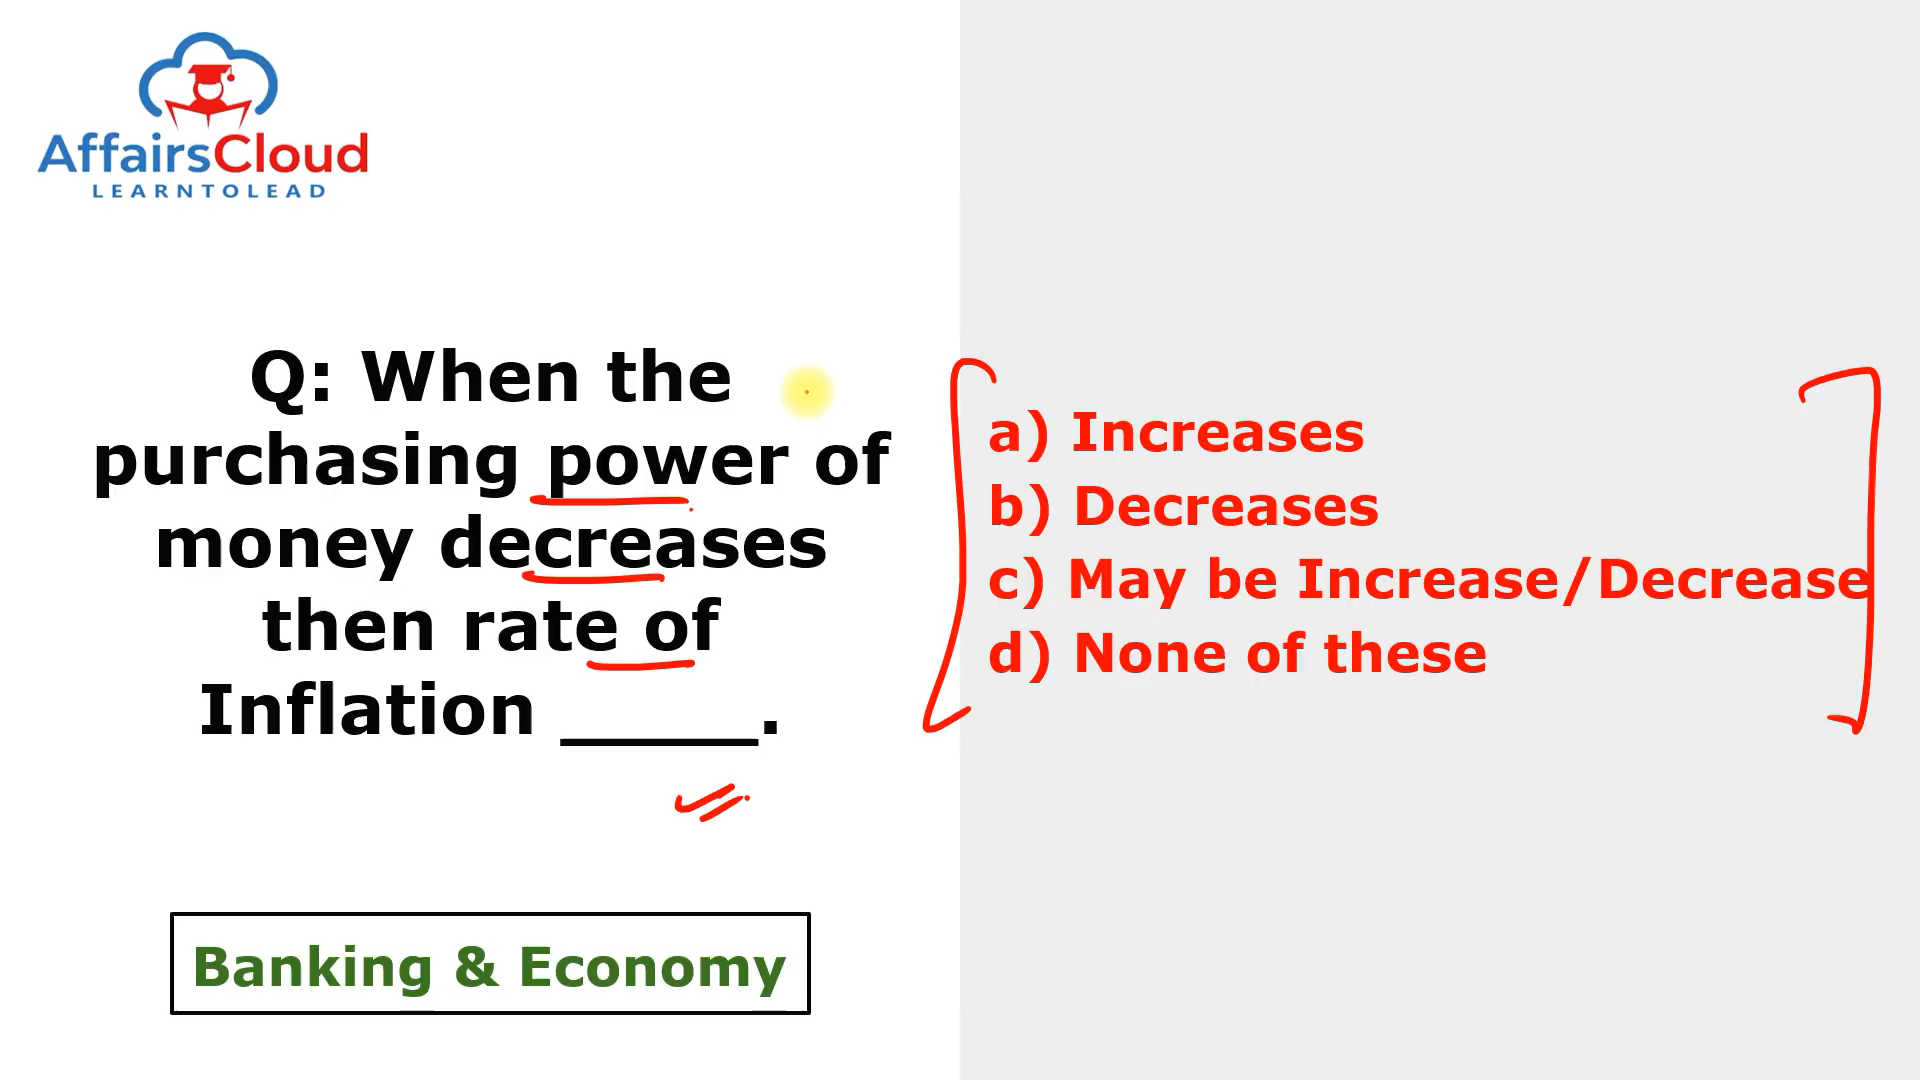 AffairsCloud
LEARNTOLEAD
Q: When the
purchasing power of
money decreases
then rate of
Inflation _____.
a) Increases
b) Decreases
c) May be Increase/Decrease
d) None of these
Banking & Economy